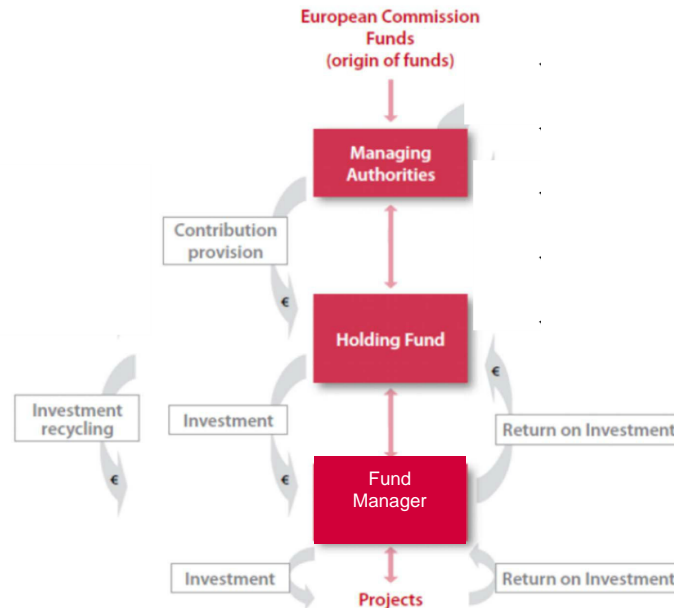 European Commission
Funds
(origin of funds)
Managing
Authorities
Contribution
provision
€
Holding Fund
€
Investment
recycling
Investment
Return on Investment
€
€
Fund
Manager
Investment
Return on Investment
Projects